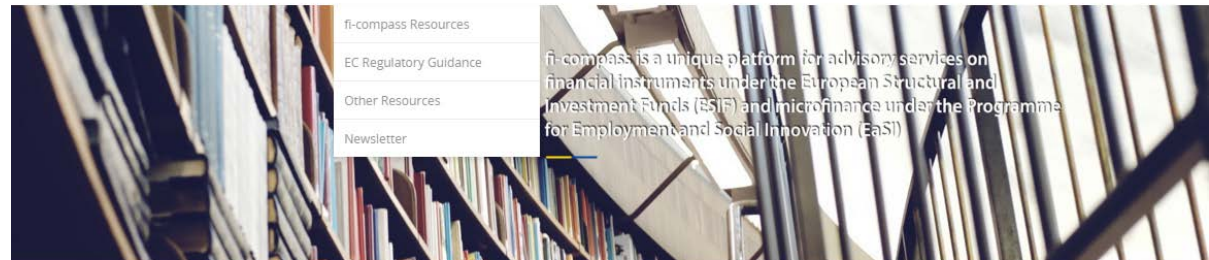 fi-compass Resources
EC Regulatory Guidance
Other Resources
Newsletter
fi-compass is a unique platform for advisory services on
financial instruments under the European Structural and
Investment Funds (ESIF) and microfinance under the Programme
for Employment and Social Innovation (EaSI)